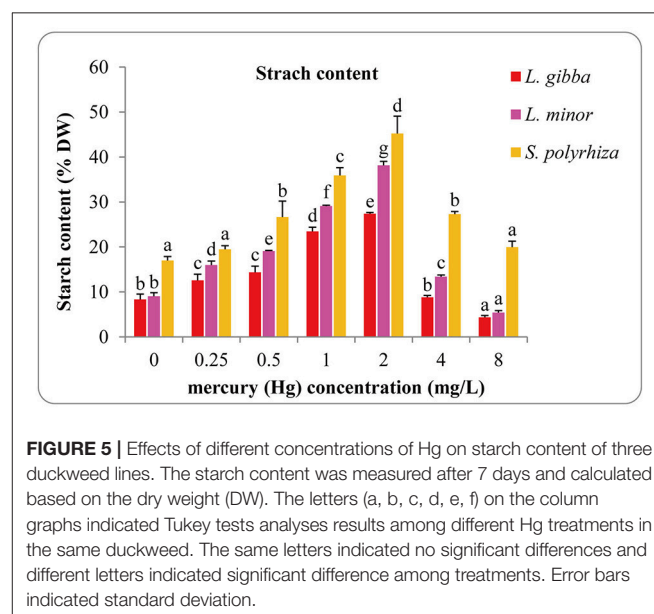 Strach content
60
50
40
30
20
10
0
Starch content (% DW)
L. gibba
L. minor
S. polyrhiza
b b a
c d a
c e b
d f c
e g d
b c b
a a a
0 0.25 0.5 1 2 4 8
mercury (Hg) concentration (mg/L)
FIGURE 5 | Effects of different concentrations of Hg on starch content of three
duckweed lines. The starch content was measured after 7 days and calculated
based on the dry weight (DW). The letters (a, b, c, d, e, f) on the column
graphs indicated Tukey tests analyses results among different Hg treatments in
the same duckweed. The same letters indicated no significant differences and
different letters indicated significant difference among treatments. Error bars
indicated standard deviation.